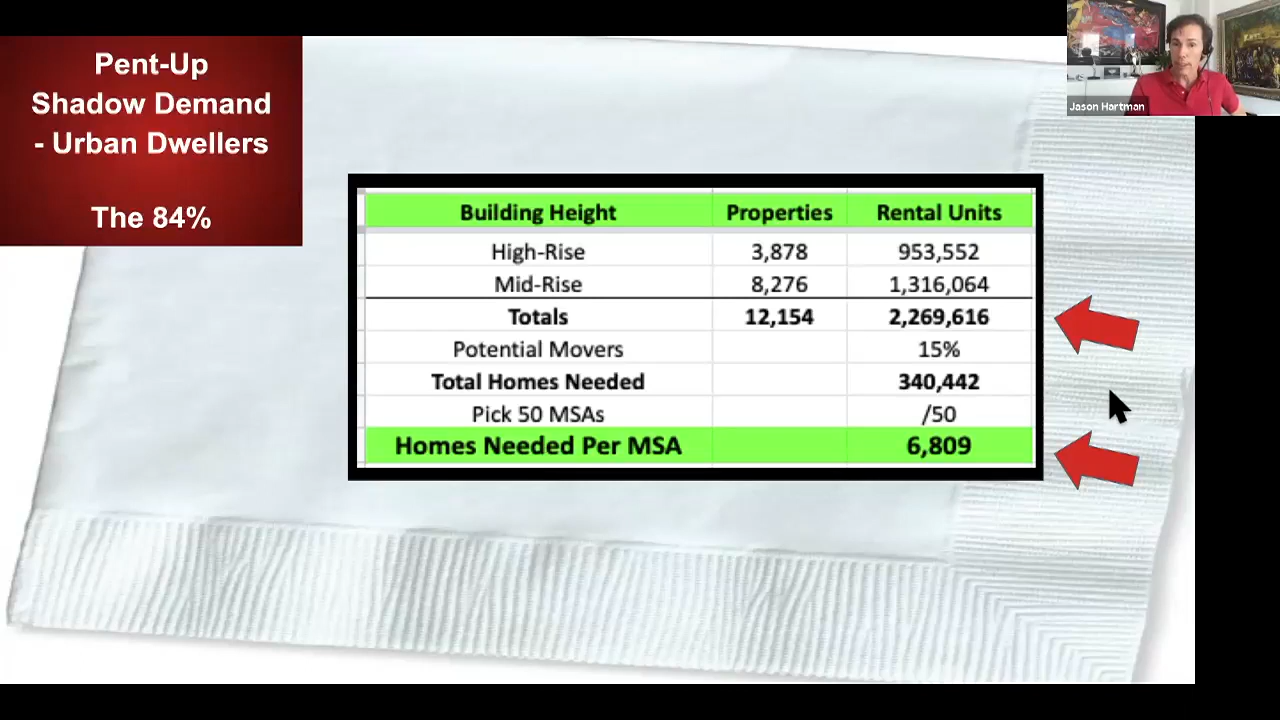 Pent-Up
Shadow Demand
- Urban Dwellers
The 84%
Jason Hartman
Building Height Properties Rental Units
High-Rise 3,878 953,552
Mid-Rise 8,276 1,316,064
Totals 12,154 2,269,616
Potential Movers 15%
Total Homes Needed 340,442
Pick 50 MSAs /50
Homes Needed Per MSA 6,809